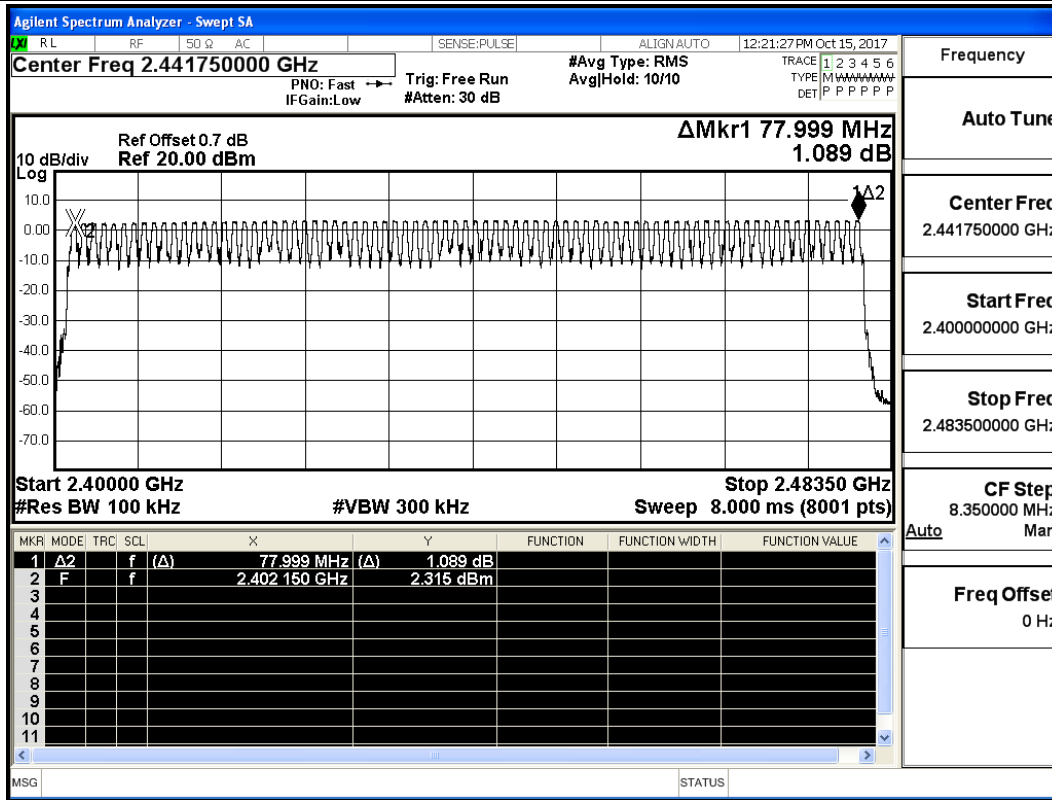 Agilent Spectrum Analyzer - Swept SA
LXI RL RF 50 Ω AC SENSE:PULSE ALIGN AUTO 12:21:27 PM Oct 15, 2017
Center Freq 2.441750000 GHz
PNO: Fast
IFGain:Low
Trig: Free Run
#Atten: 30 dB
#Avg Type: RMS
Avg|Hold: 10/10
TRACE 1 2 3 4 5 6
TYPE M
DET P P P P P P
ΔMkr1 77.999 MHz
1.089 dB
Ref Offset 0.7 dB
10 dB/div Ref 20.00 dBm
Log
1Δ2
10.0
0.00
2
-10.0
-20.0
-30.0
-40.0
-50.0
-60.0
-70.0
Start 2.40000 GHz Stop 2.48350 GHz
#Res BW 100 kHz #VBW 300 kHz Sweep 8.000 ms (8001 pts)
MKR MODE TRC SCL X Y FUNCTION FUNCTION WIDTH FUNCTION VALUE
1 Δ2 f (Δ) 77.999 MHz (Δ) 1.089 dB
2 F f 2.402 150 GHz 2.315 dBm
3
4
5
6
7
8
9
10
11
MSG STATUS
Frequency
Auto Tune
Center Freq
2.441750000 GHz
Start Freq
2.400000000 GHz
Stop Freq
2.483500000 GHz
CF Step
8.350000 MHz
Auto Man
Freq Offset
0 Hz